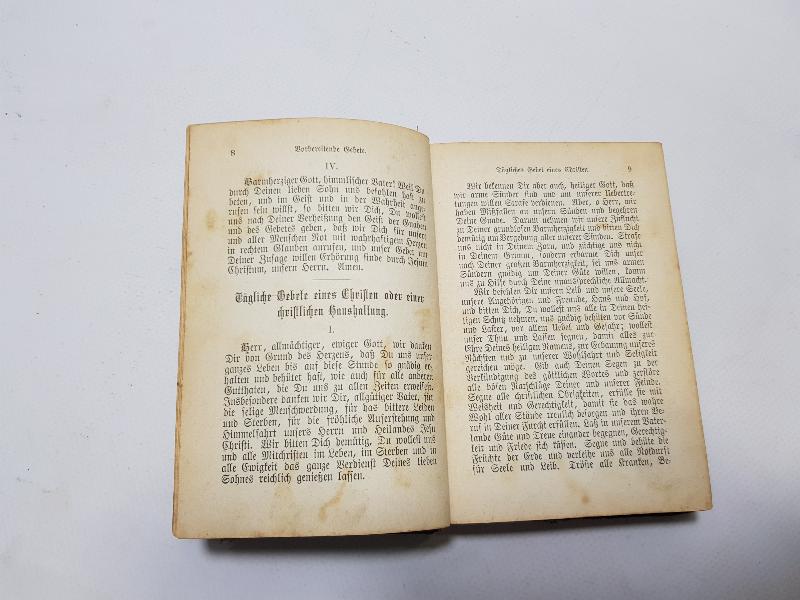 8
Vorbereitende Gebete.
IV.
Barmherziger Gott, himmlischer Vater! Weil Du
durch Deinen lieben Sohn uns befohlen hast zu
beten, und im Geist und in der Wahrheit ange-
rufen sein willst, so bitten wir Dich, Du wollest
uns nach Deiner Verheißung den Geist der Gnaden
und des Gebetes geben, daß wir Dich für unsere
und aller Menschen Not mit wahrhaftigem Herzen
in rechtem Glauben anrufen, und unser Gebet um
Deiner Zusage willen Erhörung finde durch Jesum
Christum, unsern Herrn. Amen.
Tägliche Gebete eines Christen oder einer
christlichen Haushaltung.
I.
Herr, allmächtiger, ewiger Gott, wir danken
Dir von Grund des Herzens, daß Du uns unser
ganzes Leben bis auf diese Stunde so gnädig er-
halten und behütet hast, wie auch für alle anderen
Gutthaten, die Du uns zu allen Zeiten erweisest.
Insbesondere danken wir Dir, allgütiger Vater, für
die selige Menschwerdung, für das bittere Leiden
und Sterben, für die fröhliche Auferstehung und
Himmelfahrt unsers Herrn und Heilandes Jesu
Christi. Wir bitten Dich demütig, Du wollest uns
und alle Mitchristen im Leben, im Sterben und in
alle Ewigkeit das ganze Verdienst Deines lieben
Sohnes reichlich genießen lassen.
Tägliches Gebet eines Christen
9
Wir bekennen Dir aber auch, heiliger Gott, daß
wir arme Sünder sind und um unserer Uebertre-
tungen willen Strafe verdienen. Aber, o Herr, wir
haben Mißfallen an unsern Sünden und begehren
Deine Gnade. Darum nehmen wir unsere Zuflucht
zu Deiner grundlosen Barmherzigkeit und bitten Dich
demütig um Vergebung aller unserer Sünden. Strafe
uns nicht in Deinem Zorn, und züchtige uns nicht
in Deinem Grimm, sondern erbarme Dich unser
nach Deiner großen Barmherzigkeit, sei uns armen
Sündern gnädig um Deiner Güte willen, komm
uns zu Hilfe durch Deine unaussprechliche Allmacht.
Wir befehlen Dir unsern Leib und unsere Seele,
unsere Angehörigen und Freunde, Haus und Hof,
und bitten Dich, Du wollest uns alle in Deinen hei-
ligen Schutz nehmen, uns gnädig behüten vor Sünde
und Laster, vor allem Uebel und Gefahr; wollest
unser Thun und Lassen segnen, damit alles zur
Ehre Deines heiligen Namens, zur Erbauung unseres
Nächsten und zu unserer Wohlfahrt und Seligkeit
gereichen möge. Gib auch Deinen Segen zu der
Verkündigung des göttlichen Wortes und zerstöre
alle bösen Ratschläge Deiner und unserer Feinde.
Segne alle christlichen Obrigkeiten, erfülle sie mit
Weisheit und Gerechtigkeit, damit sie das wahre
Wohl aller Stände treulich besorgen und ihren Be-
ruf in Deiner Furcht erfüllen. Laß in unserem Vater-
lande Güte und Treue einander begegnen, Gerechtig-
keit und Friede sich küssen. Segne und behüte die
Früchte der Erde und verleihe uns alle Notdurft
für Seele und Leib. Tröste alle Kranken, Be-